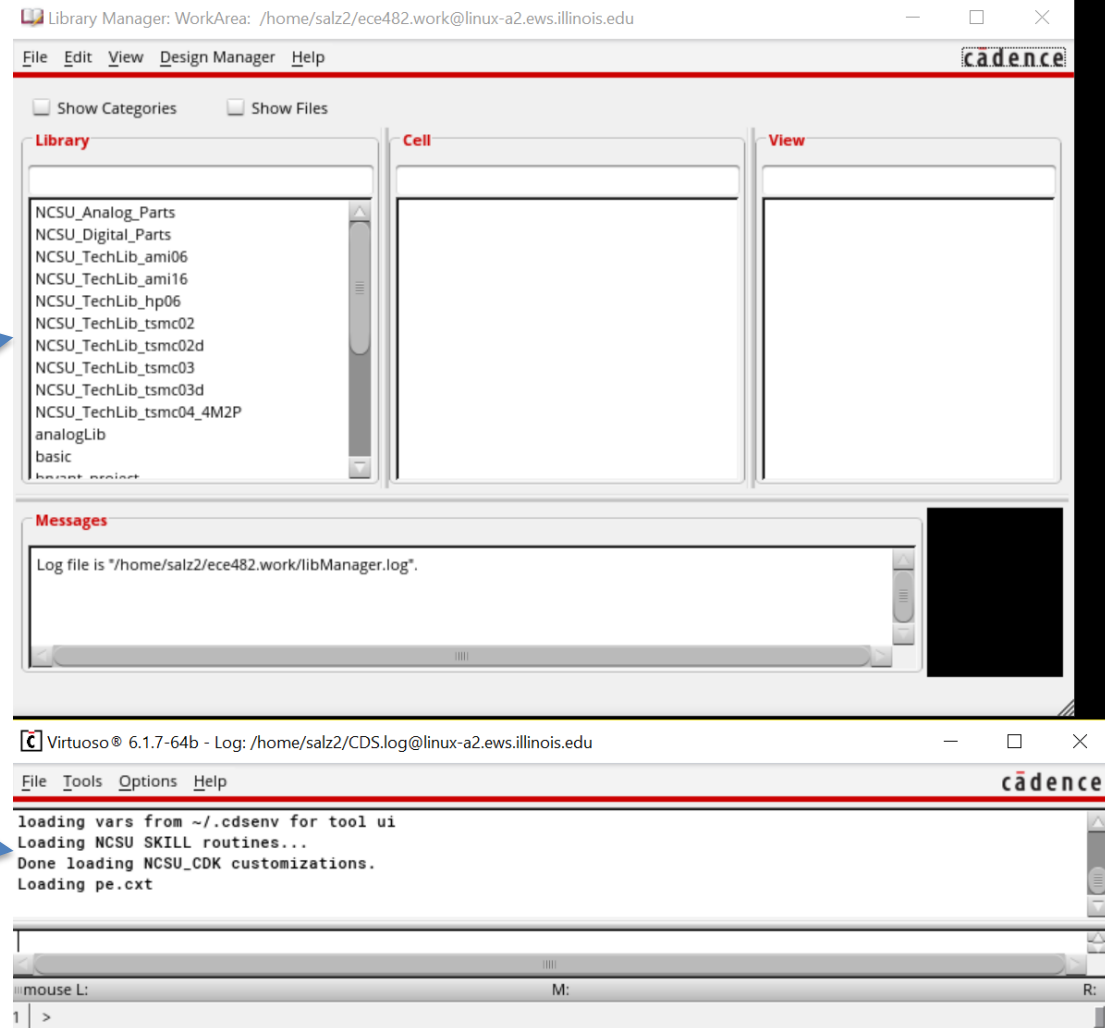 Library Manager: WorkArea: /home/salz2/ece482.work@linux-a2.ews.illinois.edu
File Edit View Design Manager Help
cādence
Show Categories Show Files
Library Cell View
NCSU_Analog_Parts
NCSU_Digital_Parts
NCSU_TechLib_ami06
NCSU_TechLib_ami16
NCSU_TechLib_hp06
NCSU_TechLib_tsmc02
NCSU_TechLib_tsmc02d
NCSU_TechLib_tsmc03
NCSU_TechLib_tsmc03d
NCSU_TechLib_tsmc04_4M2P
analogLib
basic
bryant_project
Messages
Log file is "/home/salz2/ece482.work/libManager.log".
Virtuoso® 6.1.7-64b - Log: /home/salz2/CDS.log@linux-a2.ews.illinois.edu
File Tools Options Help
cādence
loading vars from ~/.cdsenv for tool ui
Loading NCSU SKILL routines...
Done loading NCSU_CDK customizations.
Loading pe.cxt
mouse L: M: R:
1 >